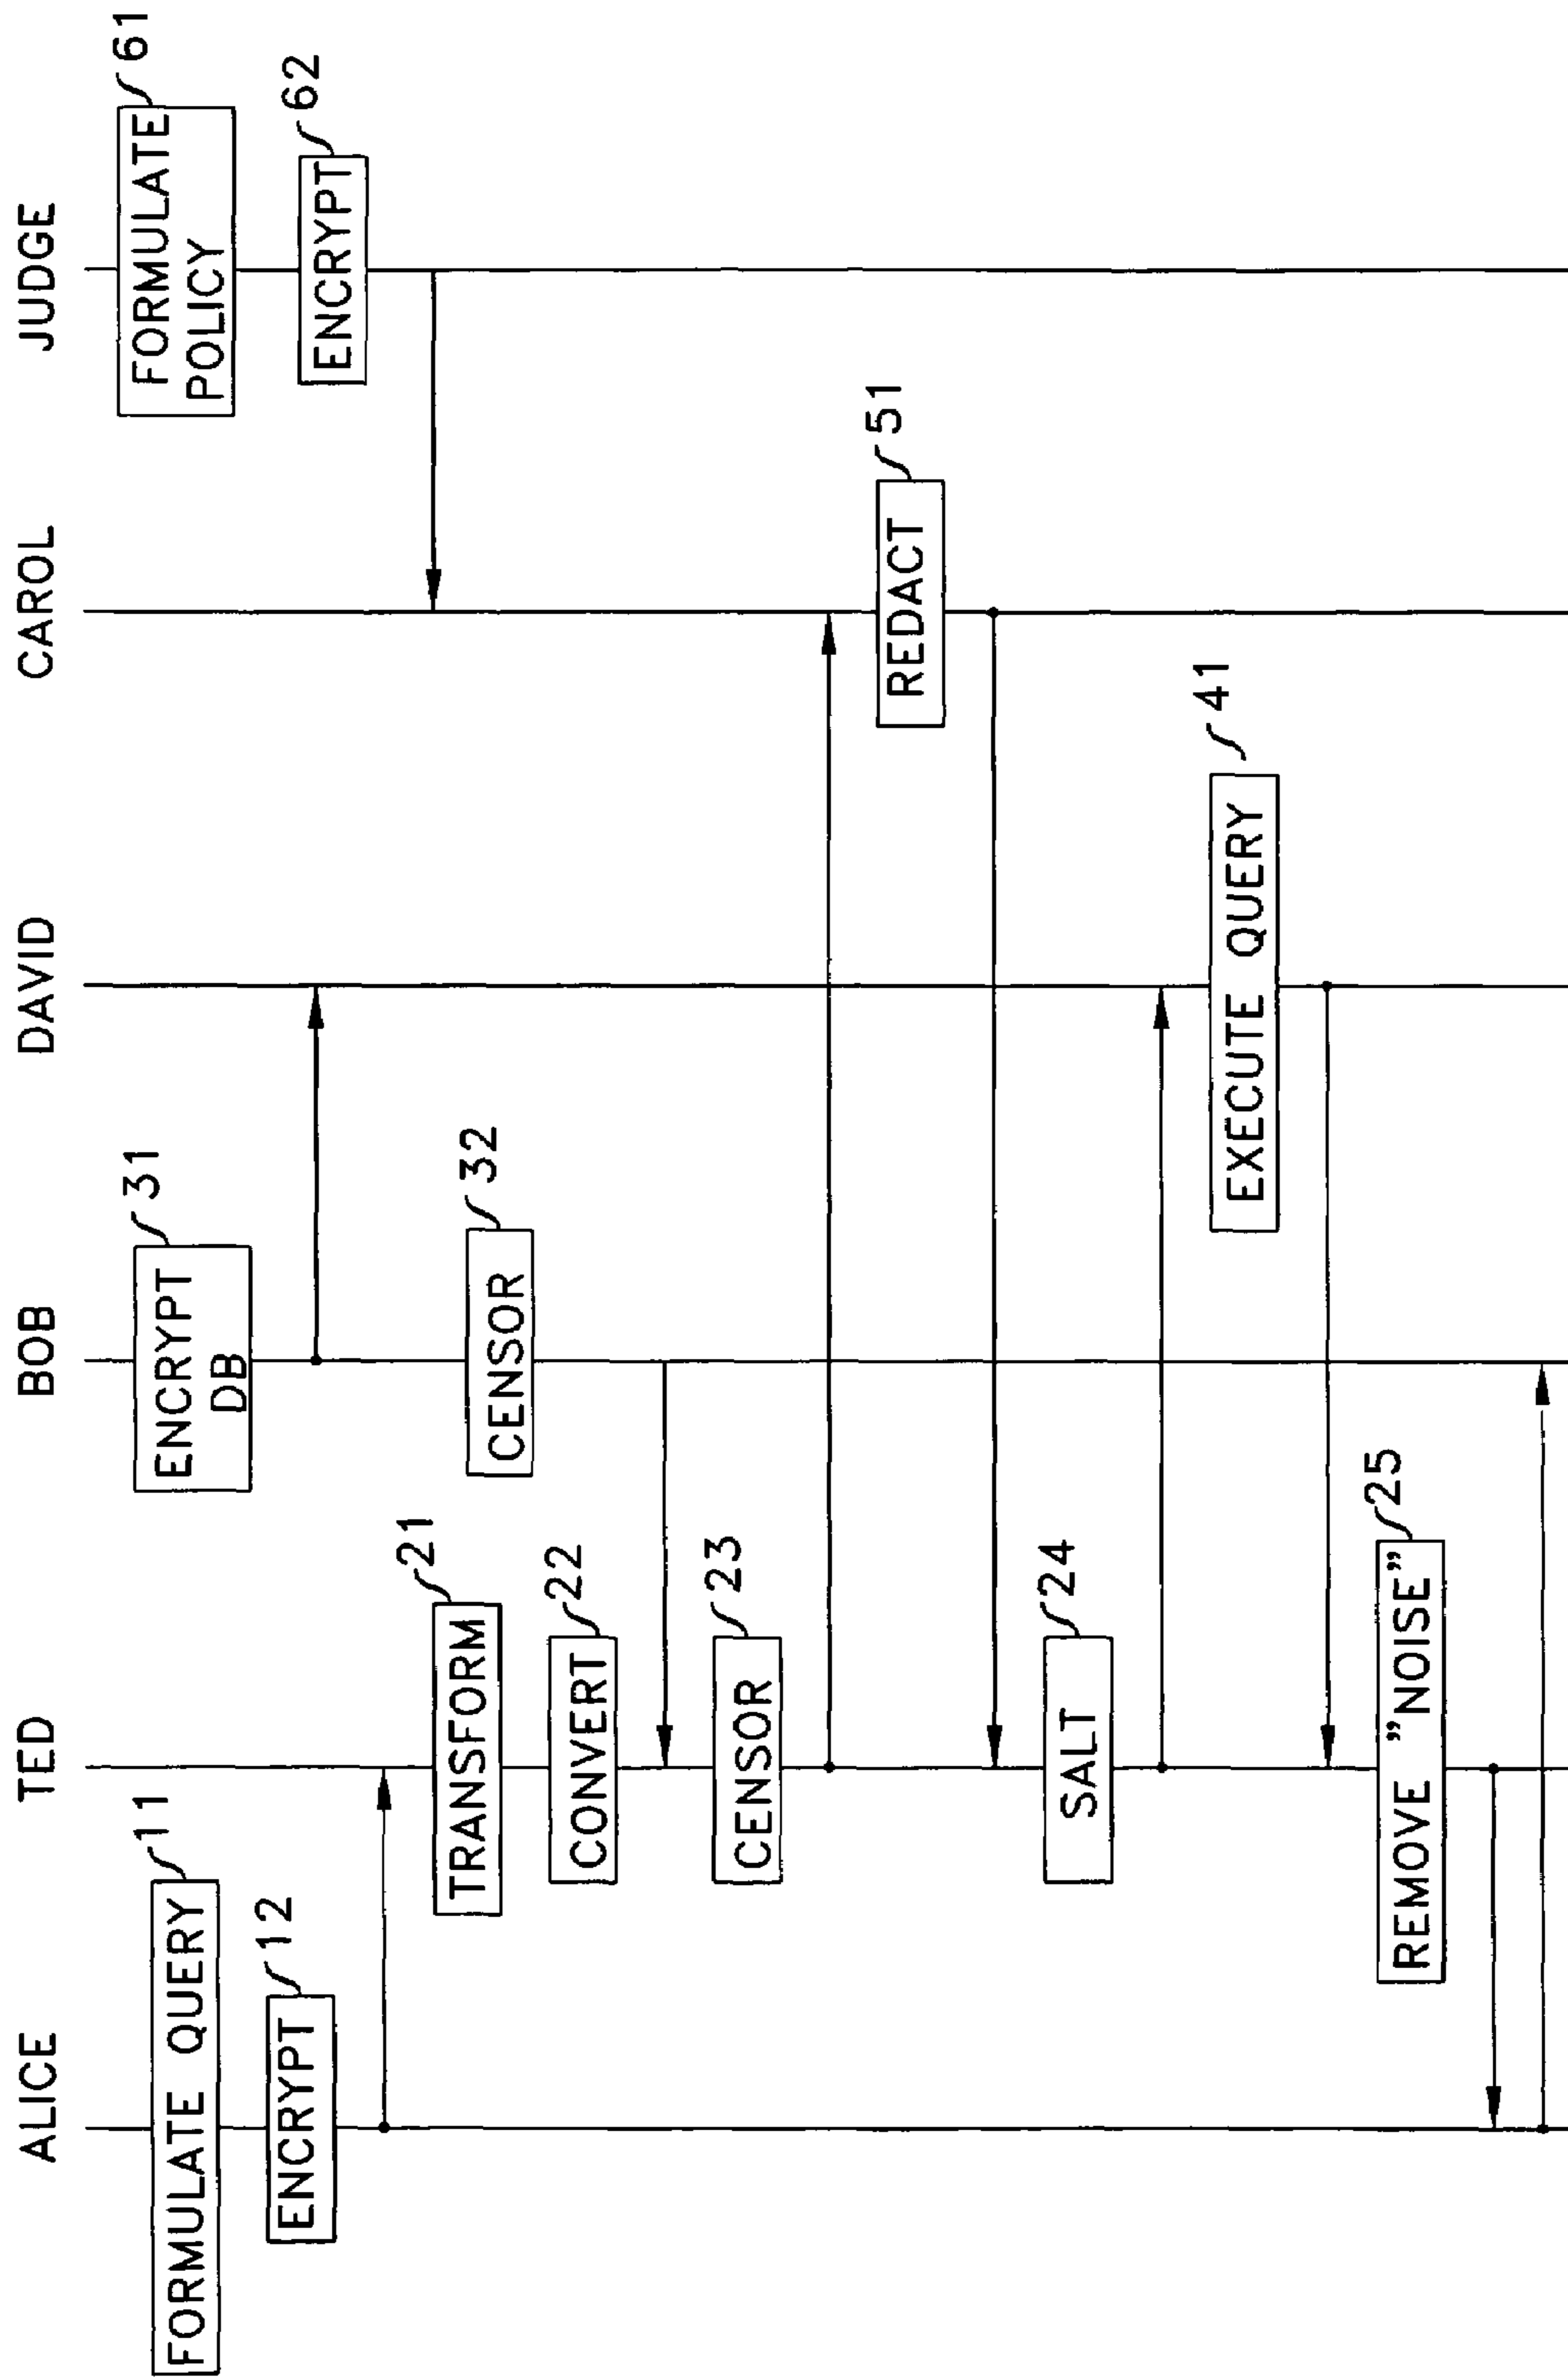 ALICE
TED
BOB
DAVID
CAROL
JUDGE
FORMULATE QUERY
11
ENCRYPT
12
TRANSFORM
21
CONVERT
22
CENSOR
23
SALT
24
REMOVE "NOISE"
25
ENCRYPT
DB
31
CENSOR
32
EXECUTE QUERY
41
REDACT
51
FORMULATE
POLICY
61
ENCRYPT
62